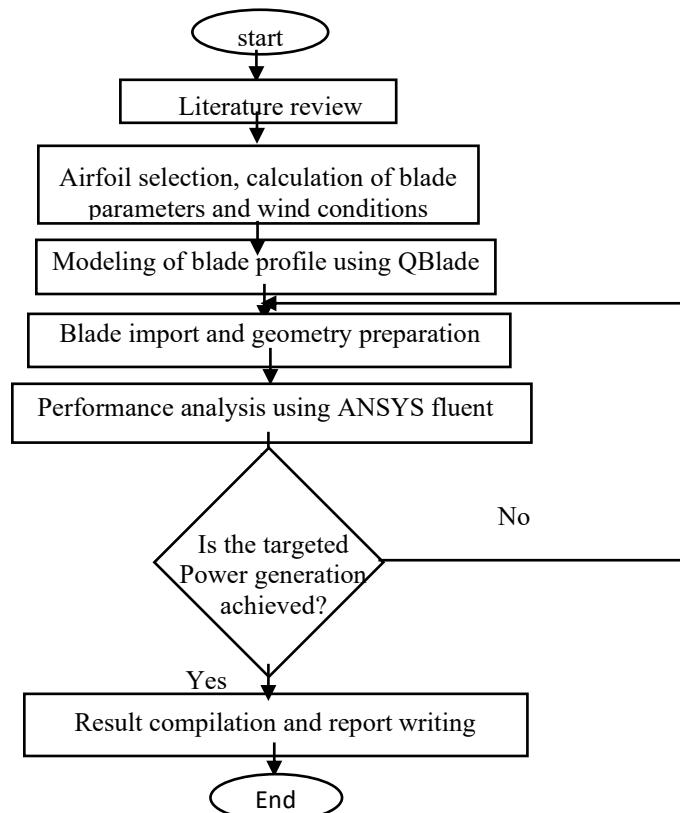 start
Literature review
Airfoil selection, calculation of blade
parameters and wind conditions
Modeling of blade profile using QBlade
Blade import and geometry preparation
Performance analysis using ANSYS fluent
No
Is the targeted
Power generation
achieved?
Yes
Result compilation and report writing
End